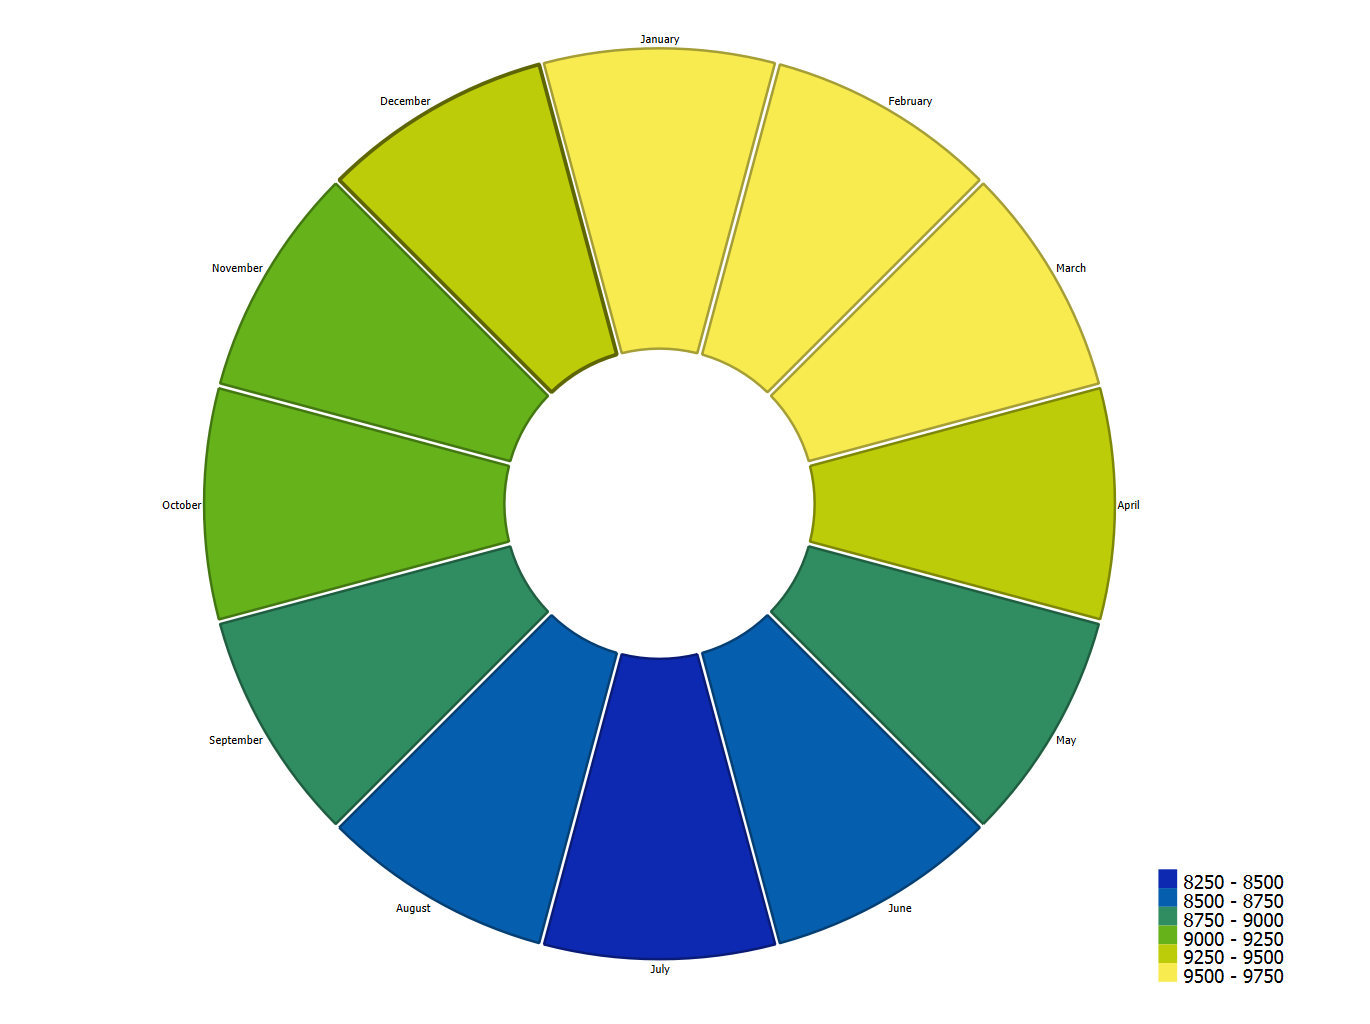 January
February
March
April
May
June
July
August
September
October
November
December
8250 - 8500
8500 - 8750
8750 - 9000
9000 - 9250
9250 - 9500
9500 - 9750